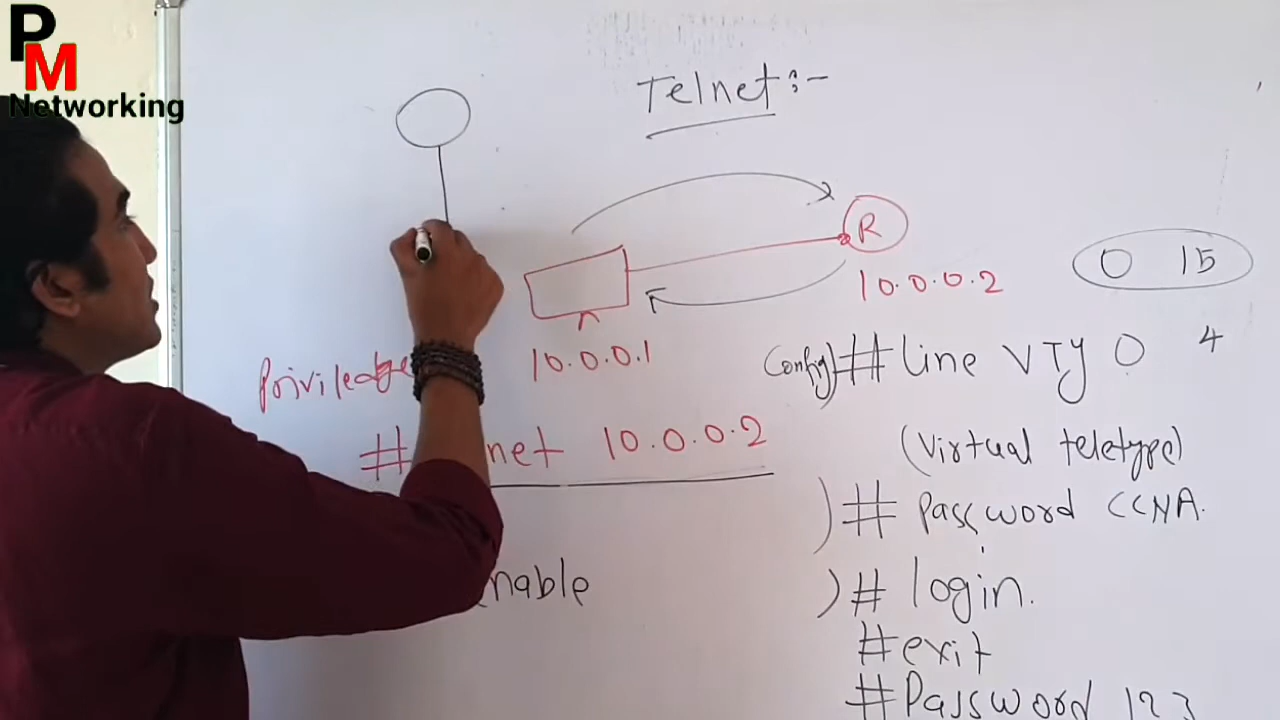 PM
Networking
Telnet:-
R
10.0.0.2
0 15
10.0.0.1
(Config)## line VTy 0 4
(Virtual teletype)
# net 10.0.0.2
)# Password CCNA.
nable
)# login.
#exit
#Password 123